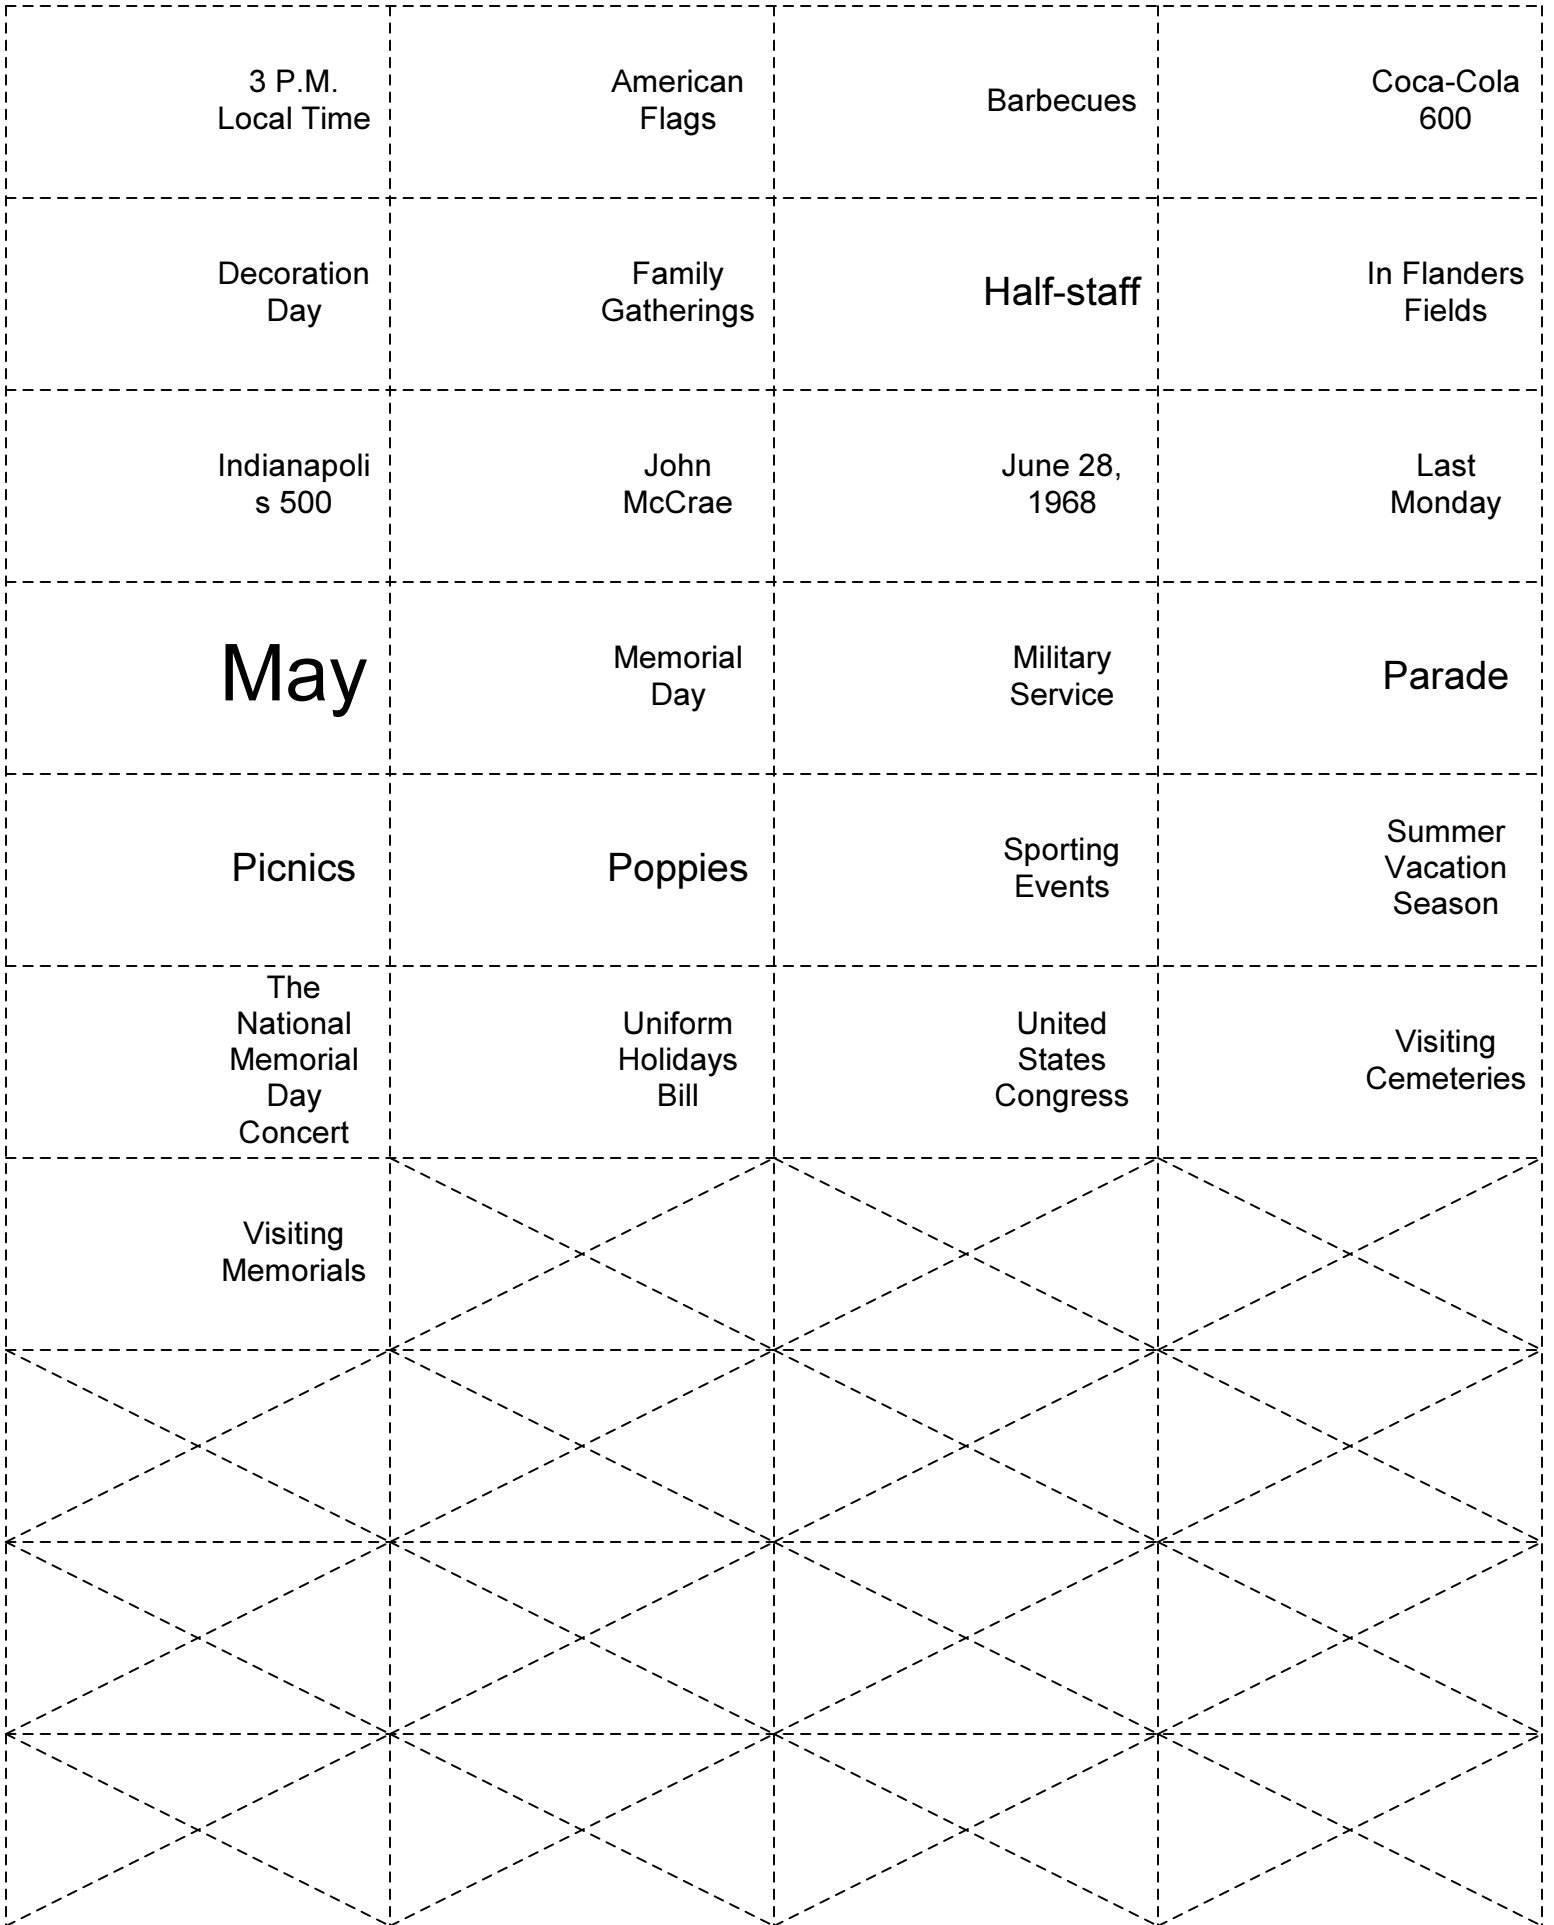 3 P.M.
Local Time
American
Flags
Barbecues
Coca-Cola
600
Decoration
Day
Family
Gatherings
Half-staff
In Flanders
Fields
Indianapoli
s 500
John
McCrae
June 28,
1968
Last
Monday
May
Memorial
Day
Military
Service
Parade
Picnics
Poppies
Sporting
Events
Summer
Vacation
Season
The
National
Memorial
Day
Concert
Uniform
Holidays
Bill
United
States
Congress
Visiting
Cemeteries
Visiting
Memorials